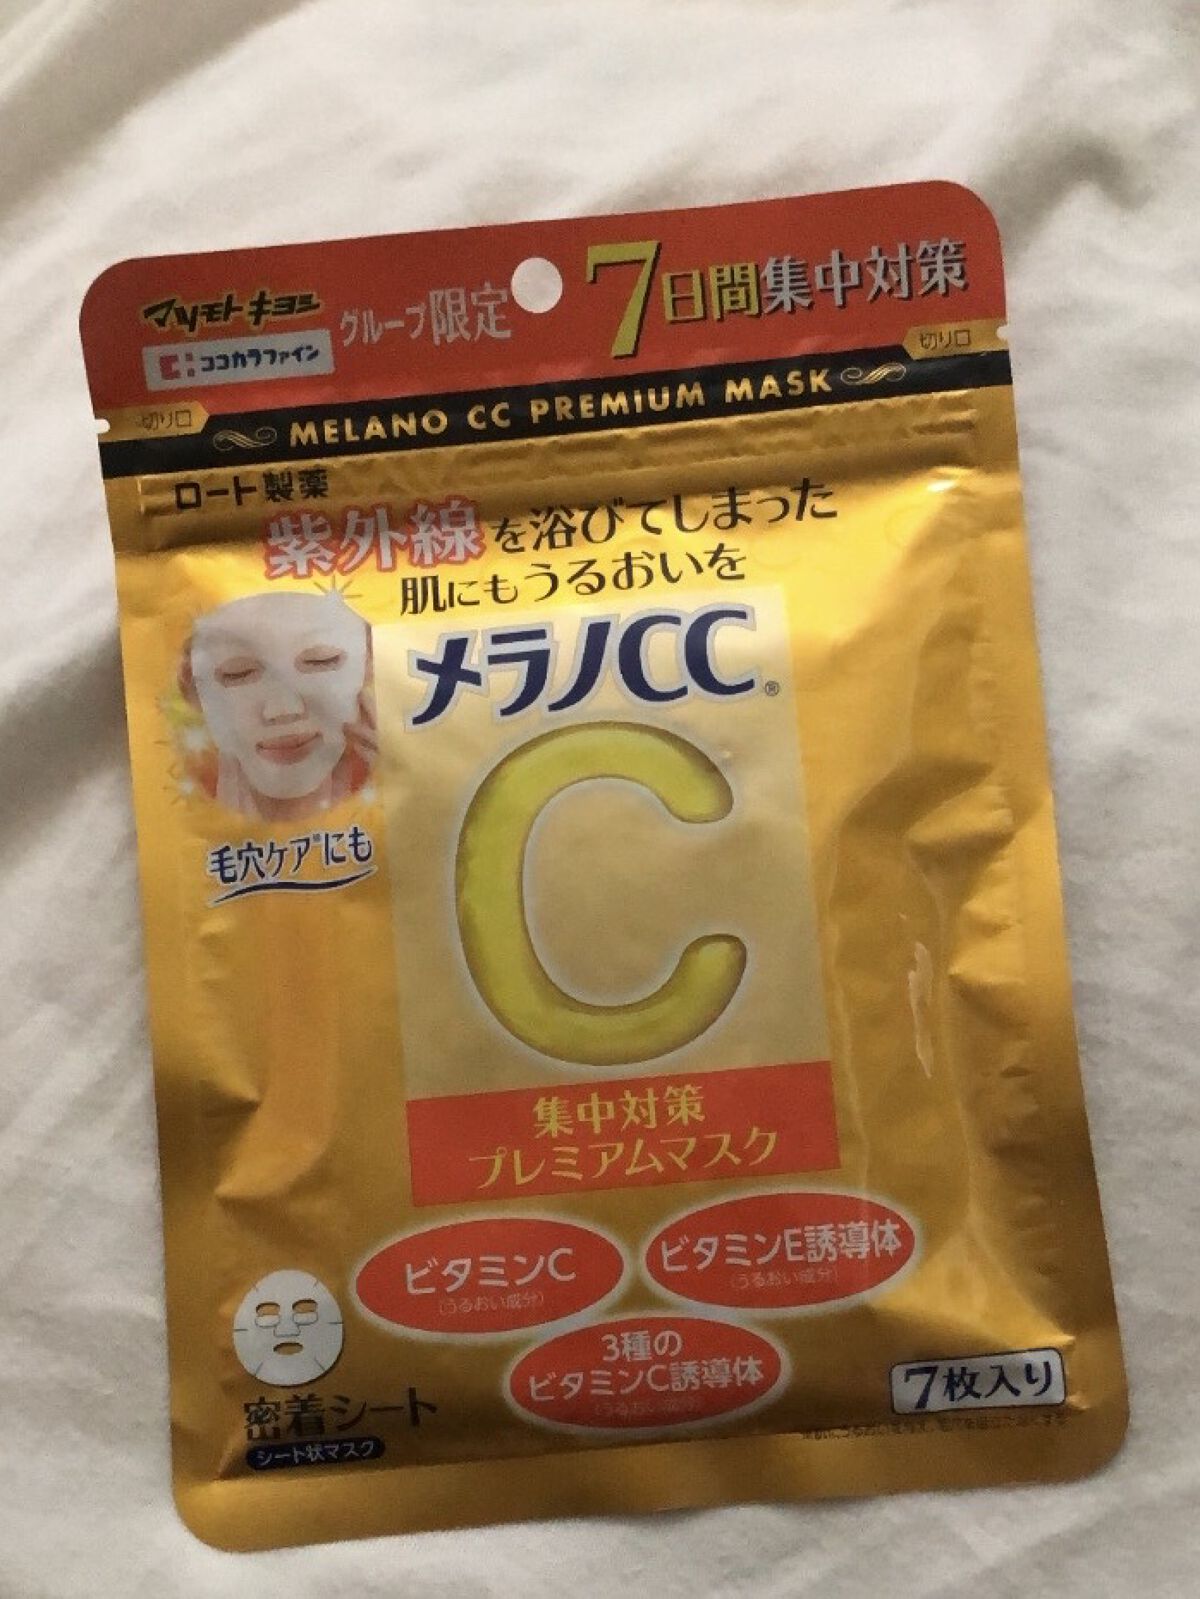 マツモトキヨシ
ココカラファイン
グループ限定
7日間集中対策
切り口
切り口
MELANO CC PREMIUM MASK
ロート製薬
紫外線を浴びてしまった
肌にもうるおいを
メラノCC®
C
毛穴ケア※にも
集中対策
プレミアムマスク
ビタミンC
(うるおい成分)
ビタミンE誘導体
(うるおい成分)
3種の
ビタミンC誘導体
(うるおい成分)
密着シート
シート状マスク
7枚入り